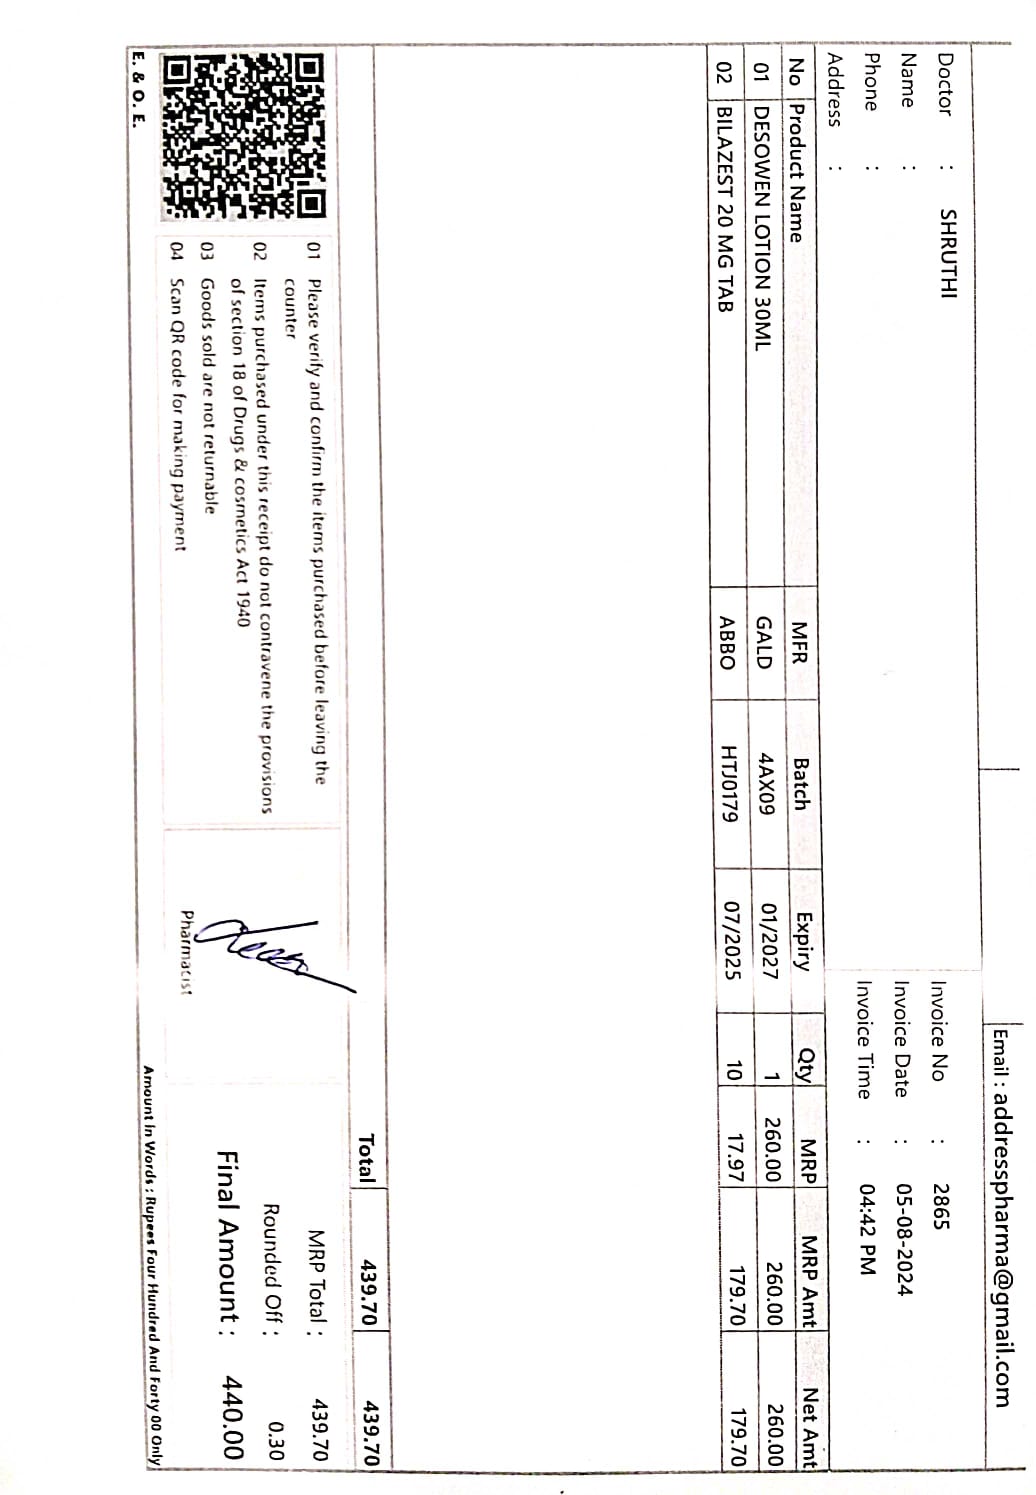 Email : addresspharma@gmail.com
Doctor : SHRUTHI
Name :
Phone :
Address :
Invoice No : 2865
Invoice Date : 05-08-2024
Invoice Time : 04:42 PM
No Product Name MFR Batch Expiry Qty MRP MRP Amt Net Amt
01 DESOWEN LOTION 30ML GALD 4AX09 01/2027 1 260.00 260.00 260.00
02 BILAZEST 20 MG TAB ABBO HTJ0179 07/2025 10 17.97 179.70 179.70
Total 439.70 439.70
01 Please verify and confirm the items purchased before leaving the
counter
02 Items purchased under this receipt do not contravene the provisions
of section 18 of Drugs & cosmetics Act 1940
03 Goods sold are not returnable
04 Scan QR code for making payment
Pharmacist
MRP Total : 439.70
Rounded Off : 0.30
Final Amount : 440.00
E. & O. E.
Amount In Words : Rupees Four Hundred And Forty 00 Only